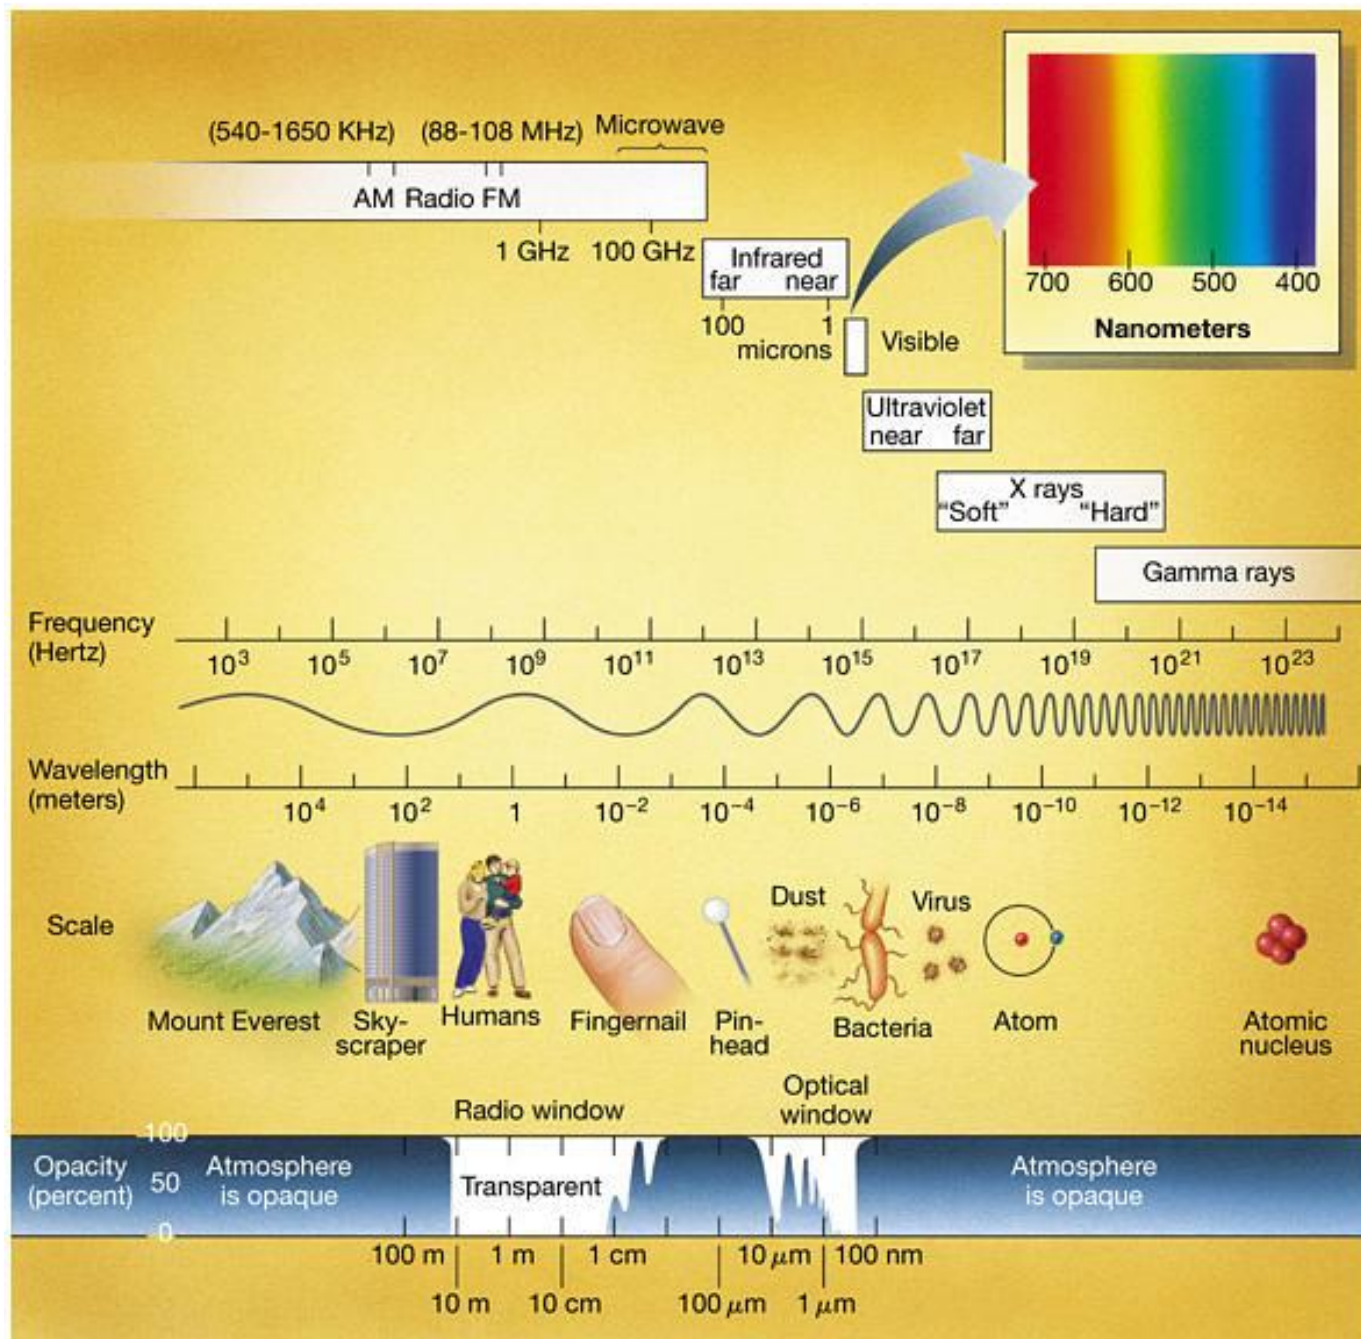 (540-1650 KHz) (88-108 MHz) Microwave
AM Radio FM
1 GHz 100 GHz
Infrared
far near
100 1
microns
Visible
700 600 500 400
Nanometers
Ultraviolet
near far
X rays
“Soft” “Hard”
Gamma rays
Frequency
(Hertz)
10³ 10⁵ 10⁷ 10⁹ 10¹¹ 10¹³ 10¹⁵ 10¹⁷ 10¹⁹ 10²¹ 10²³
Wavelength
(meters)
10⁴ 10² 1 10⁻² 10⁻⁴ 10⁻⁶ 10⁻⁸ 10⁻¹⁰ 10⁻¹² 10⁻¹⁴
Scale
Dust
Virus
Mount Everest
Sky-
scraper
Humans
Fingernail
Pin-
head
Bacteria
Atom
Atomic
nucleus
Radio window
Optical
window
Opacity
(percent)
100
50
0
Atmosphere
is opaque
Transparent
Atmosphere
is opaque
100 m 1 m 1 cm 10 μm 100 nm
10 m 10 cm 100 μm 1 μm